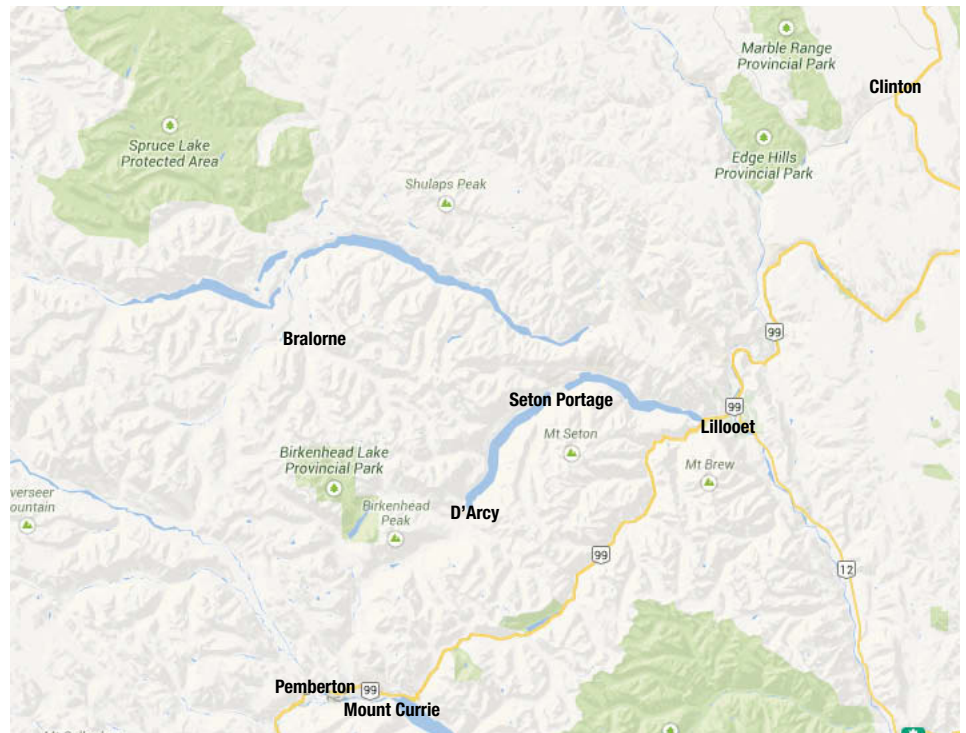 Marble Range
Provincial Park
Clinton
Spruce Lake
Protected Area
Edge Hills
Provincial Park
Shulaps Peak
99
Bralorne
Seton Portage
99
Lillooet
Mt Seton
Birkenhead Lake
Provincial Park
Mt Brew
Birkenhead
Peak
D'Arcy
99
12
Pemberton
99
Mount Currie